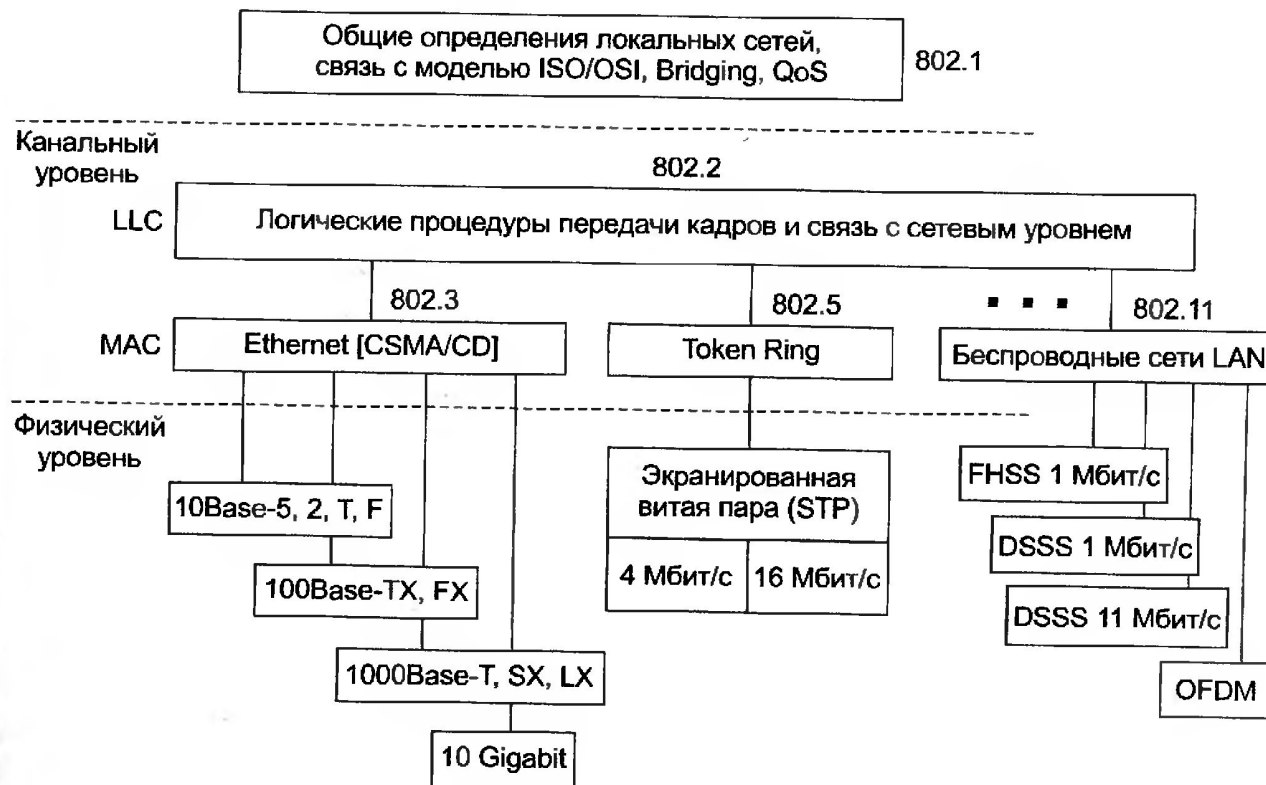 Общие определения локальных сетей,
связь с моделью ISO/OSI, Bridging, QoS
802.1
Канальный
уровень
802.2
LLC
Логические процедуры передачи кадров и связь с сетевым уровнем
802.3
802.5
802.11
MAC
Ethernet [CSMA/CD]
Token Ring
Беспроводные сети LAN
Физический
уровень
10Base-5, 2, T, F
100Base-TX, FX
1000Base-T, SX, LX
10 Gigabit
Экранированная
витая пара (STP)
4 Мбит/с
16 Мбит/с
FHSS 1 Мбит/с
DSSS 1 Мбит/с
DSSS 11 Мбит/с
OFDM